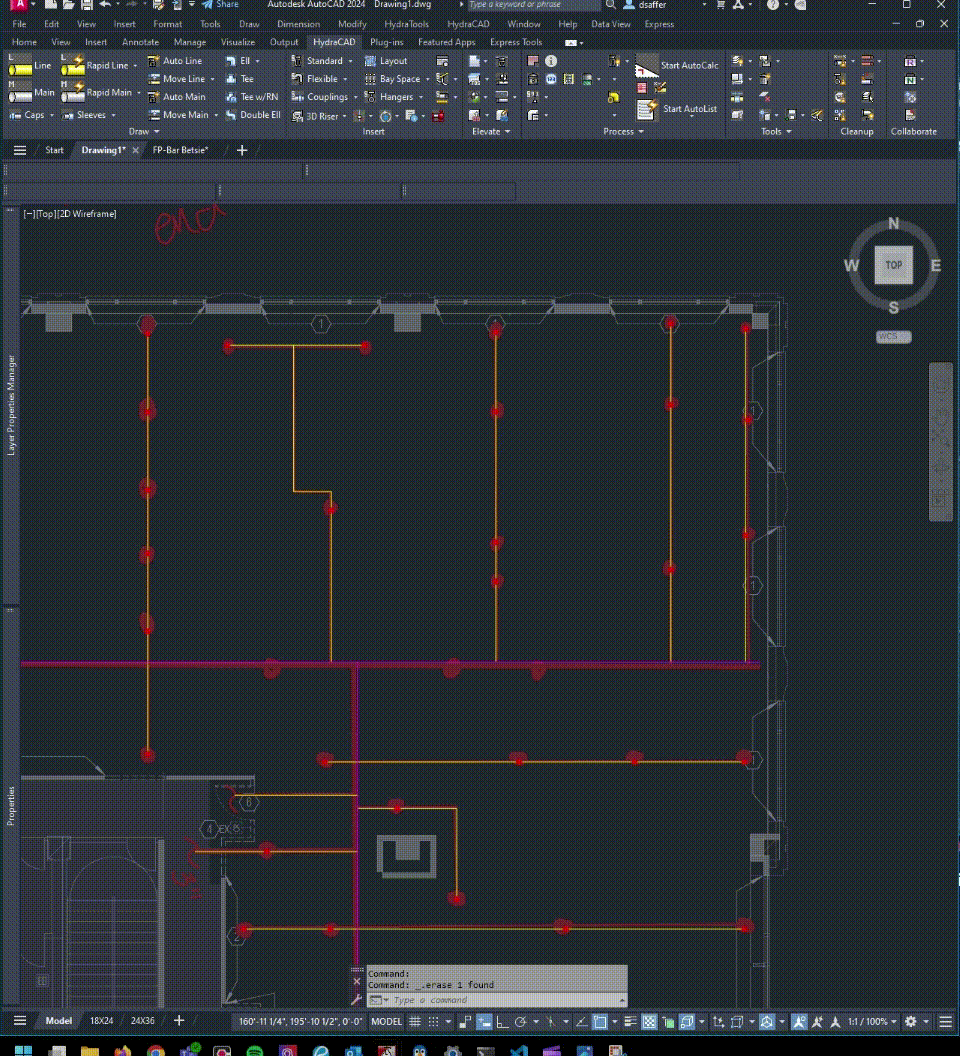 Share Autodesk AutoCAD 2024 Drawing1.dwg Type a keyword or phrase dsaffer
File Edit View Insert Format Tools Draw Dimension Modify HydraTools HydraCAD Window Help Data View Express
Home View Insert Annotate Manage Visualize Output HydraCAD Plug-ins Featured Apps Express Tools
Line Rapid Line Auto Line Ell Standard Layout Start AutoCalc
Move Line Tee Flexible Bay Space
Main Rapid Main Auto Main Tee w/RN Couplings Hangers Start AutoList
Caps Sleeves Move Main Double Ell 3D Riser
Draw Insert Elevate Process Tools Cleanup Collaborate
Start Drawing1* FP-Bar Betsie*
[−][Top][2D Wireframe]
N
W TOP E
S
WCS
Layer Properties Manager
Properties
1
1
1
6
4 EX
2
Command:
Command: _.erase 1 found
Type a command
Model 18X24 24X36 160'-11 1/4", 195'-10 1/2", 0'-0" MODEL 1:1 / 100%